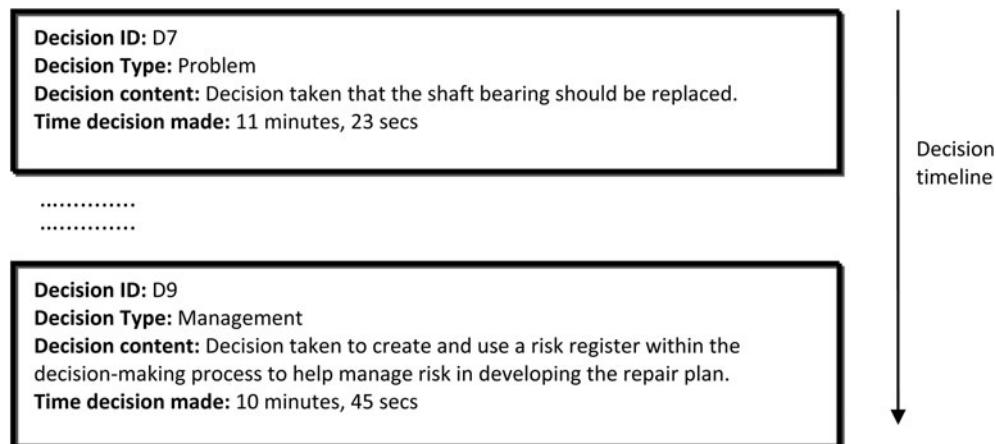 Decision ID: D7
Decision Type: Problem
Decision content: Decision taken that the shaft bearing should be replaced.
Time decision made: 11 minutes, 23 secs
Decision
timeline
..............
..............
Decision ID: D9
Decision Type: Management
Decision content: Decision taken to create and use a risk register within the
decision-making process to help manage risk in developing the repair plan.
Time decision made: 10 minutes, 45 secs